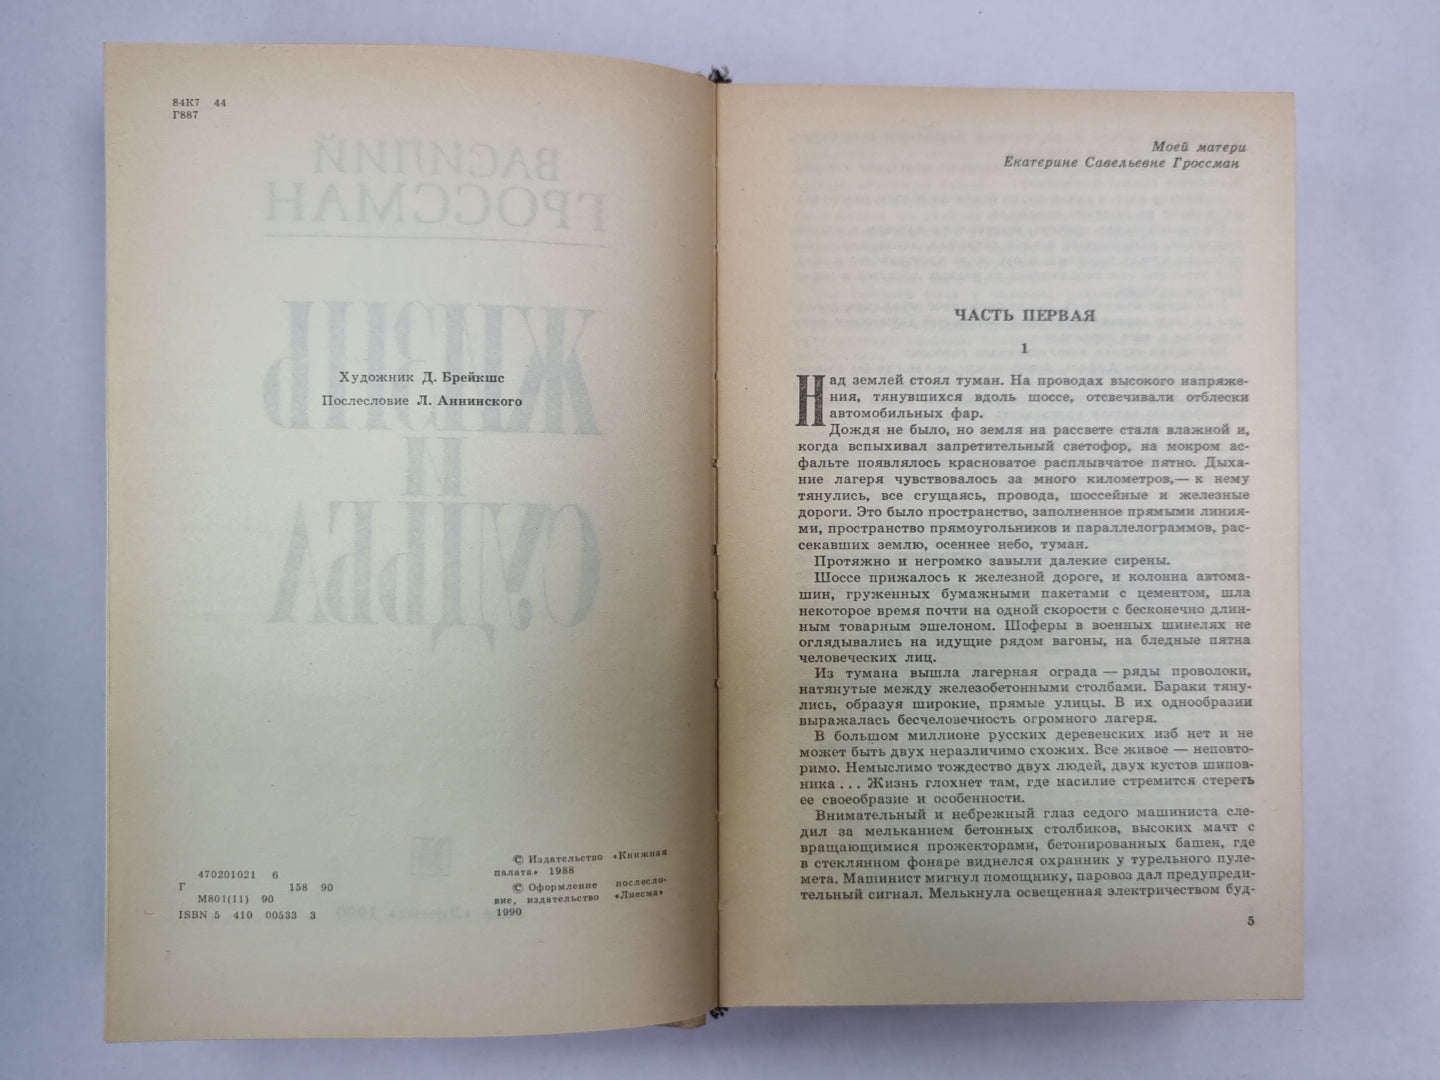 84К7 44
Г887
ВАСИЛИЙ
ГРОССМАН
ЖИЗНЬ
И
СУДЬБА
Художник Д. Брейкшс
Послесловие Л. Аннинского
470201021 6
Г 158 90
М801(11) 90
ISBN 5 410 00533 3
© Издательство «Книжная
палата» 1988
© Оформление послесло-
вие, издательство «Лиесма»
1990
Моей матери
Екатерине Савельевне Гроссман
ЧАСТЬ ПЕРВАЯ
1
Над землей стоял туман. На проводах высокого напряже-
ния, тянувшихся вдоль шоссе, отсвечивали отблески
автомобильных фар.
Дождя не было, но земля на рассвете стала влажной и,
когда вспыхивал запретительный светофор, на мокром ас-
фальте появлялось красноватое расплывчатое пятно. Дыха-
ние лагеря чувствовалось за много километров,— к нему
тянулись, все сгущаясь, провода, шоссейные и железные
дороги. Это было пространство, заполненное прямыми линия-
ми, пространство прямоугольников и параллелограммов, рас-
секавших землю, осеннее небо, туман.
Протяжно и негромко завыли далекие сирены.
Шоссе прижалось к железной дороге, и колонна автома-
шин, груженных бумажными пакетами с цементом, шла
некоторое время почти на одной скорости с бесконечно длин-
ным товарным эшелоном. Шоферы в военных шинелях не
оглядывались на идущие рядом вагоны, на бледные пятна
человеческих лиц.
Из тумана вышла лагерная ограда — ряды проволоки,
натянутые между железобетонными столбами. Бараки тяну-
лись, образуя широкие, прямые улицы. В их однообразии
выражалась бесчеловечность огромного лагеря.
В большом миллионе русских деревенских изб нет и не
может быть двух неразличимо схожих. Все живое — неповто-
римо. Немыслимо тождество двух людей, двух кустов шипов-
ника... Жизнь глохнет там, где насилие стремится стереть
ее своеобразие и особенности.
Внимательный и небрежный глаз седого машиниста сле-
дил за мельканием бетонных столбиков, высоких мачт с
вращающимися прожекторами, бетонированных башен, где
в стеклянном фонаре виднелся охранник у турельного пуле-
мета. Машинист мигнул помощнику, паровоз дал предупреди-
тельный сигнал. Мелькнула освещенная электричеством буд-
5